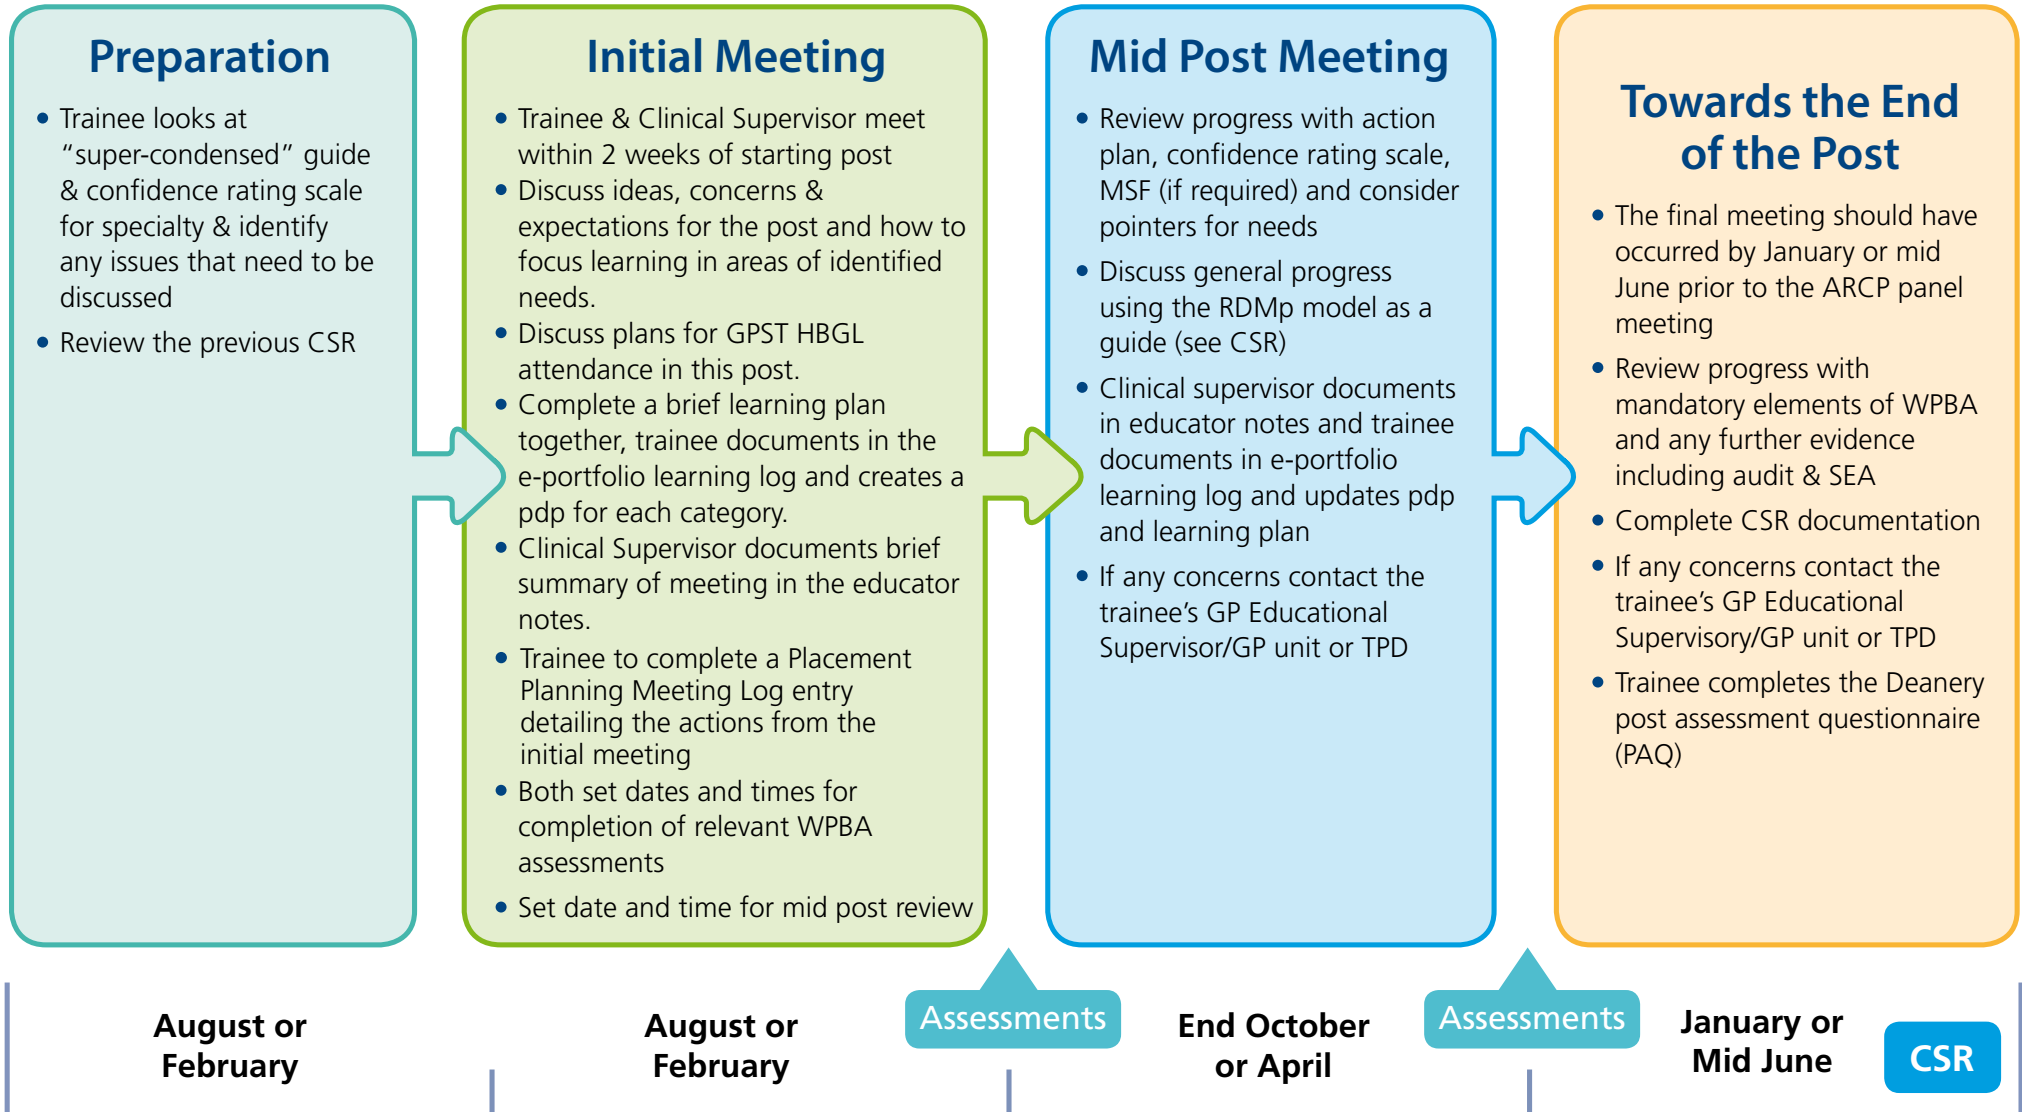 Preparation
• Trainee looks at
“super-condensed” guide
& confidence rating scale
for specialty & identify
any issues that need to be
discussed
• Review the previous CSR
Initial Meeting
• Trainee & Clinical Supervisor meet
within 2 weeks of starting post
• Discuss ideas, concerns &
expectations for the post and how to
focus learning in areas of identified
needs.
• Discuss plans for GPST HBGL
attendance in this post.
• Complete a brief learning plan
together, trainee documents in the
e-portfolio learning log and creates a
pdp for each category.
• Clinical Supervisor documents brief
summary of meeting in the educator
notes.
• Trainee to complete a Placement
Planning Meeting Log entry
detailing the actions from the
initial meeting
• Both set dates and times for
completion of relevant WPBA
assessments
• Set date and time for mid post review
Mid Post Meeting
• Review progress with action
plan, confidence rating scale,
MSF (if required) and consider
pointers for needs
• Discuss general progress
using the RDMp model as a
guide (see CSR)
• Clinical supervisor documents
in educator notes and trainee
documents in e-portfolio
learning log and updates pdp
and learning plan
• If any concerns contact the
trainee’s GP Educational
Supervisor/GP unit or TPD
Towards the End
of the Post
• The final meeting should have
occurred by January or mid
June prior to the ARCP panel
meeting
• Review progress with
mandatory elements of WPBA
and any further evidence
including audit & SEA
• Complete CSR documentation
• If any concerns contact the
trainee’s GP Educational
Supervisory/GP unit or TPD
• Trainee completes the Deanery
post assessment questionnaire
(PAQ)
August or
February
August or
February
Assessments
End October
or April
Assessments
January or
Mid June
CSR